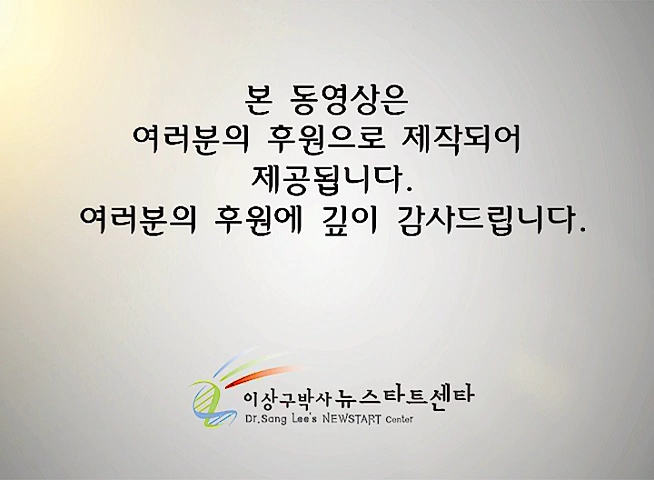 본 동영상은
여러분의 후원으로 제작되어
제공됩니다.
여러분의 후원에 깊이 감사드립니다.
이상구박사 뉴스타트센타
Dr.Sang Lee's NEWSTART Center